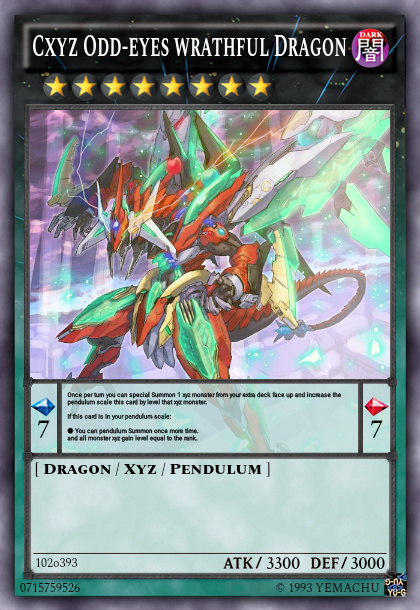 Cxyz Odd-eyes wrathful Dragon
DARK
闇
Once per turn you can special Summon 1 xyz monster from your extra deck face up and increase the
pendulum scale this card by level that xyz monster.
If this card is in your pendulum scale:
● You can pendulum Summon once more time.
and all monster xyz gain level equal to the rank.
7
7
[ Dragon / Xyz / Pendulum ]
102o393
ATK / 3300 DEF / 3000
0715759526
© 1993 YEMACHU